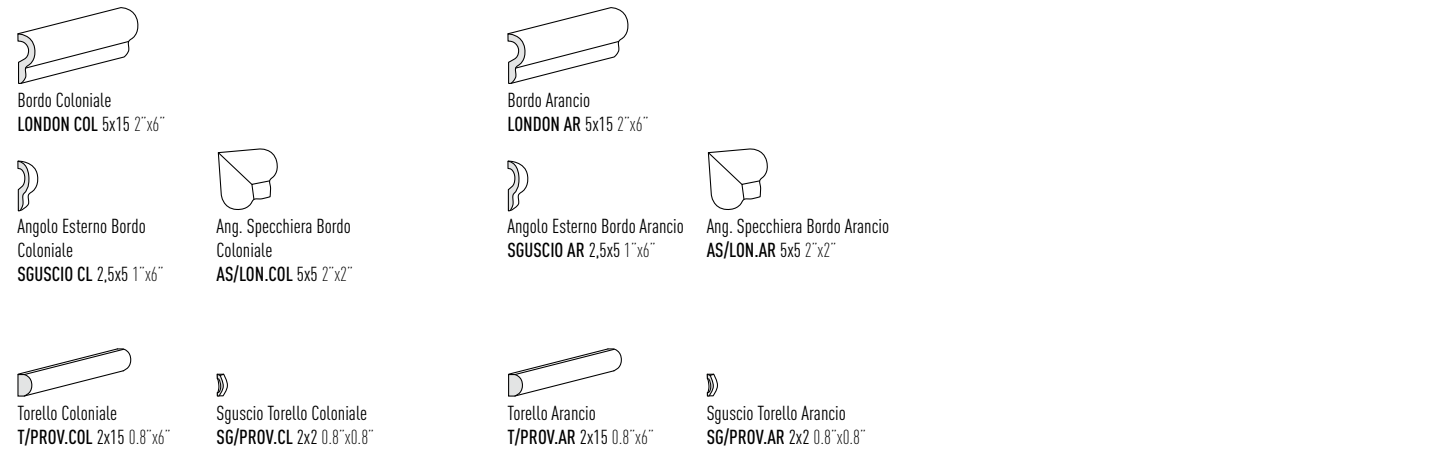 Bordo Coloniale
LONDON COL 5x15 2¨x6¨
Bordo Arancio
LONDON AR 5x15 2¨x6¨
Angolo Esterno Bordo
Coloniale
SGUSCIO CL 2,5x5 1¨x6¨
Ang. Specchiera Bordo
Coloniale
AS/LON.COL 5x5 2¨x2¨
Angolo Esterno Bordo Arancio
SGUSCIO AR 2,5x5 1¨x6¨
Ang. Specchiera Bordo Arancio
AS/LON.AR 5x5 2¨x2¨
Torello Coloniale
T/PROV.COL 2x15 0.8¨x6¨
Sguscio Torello Coloniale
SG/PROV.CL 2x2 0.8¨x0.8¨
Torello Arancio
T/PROV.AR 2x15 0.8¨x6¨
Sguscio Torello Arancio
SG/PROV.AR 2x2 0.8¨x0.8¨